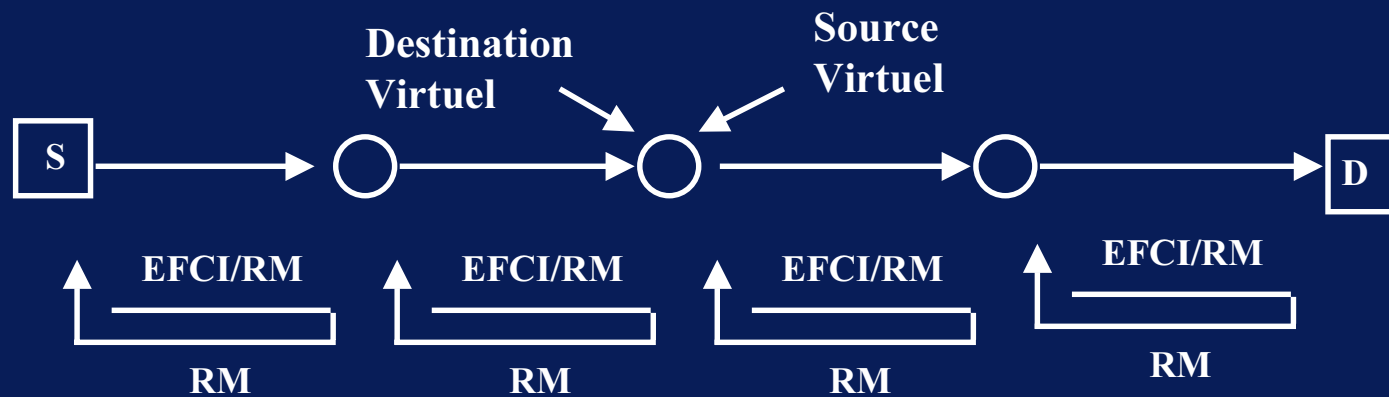 Destination
Virtuel
Source
Virtuel
S
D
EFCI/RM
EFCI/RM
EFCI/RM
EFCI/RM
RM
RM
RM
RM